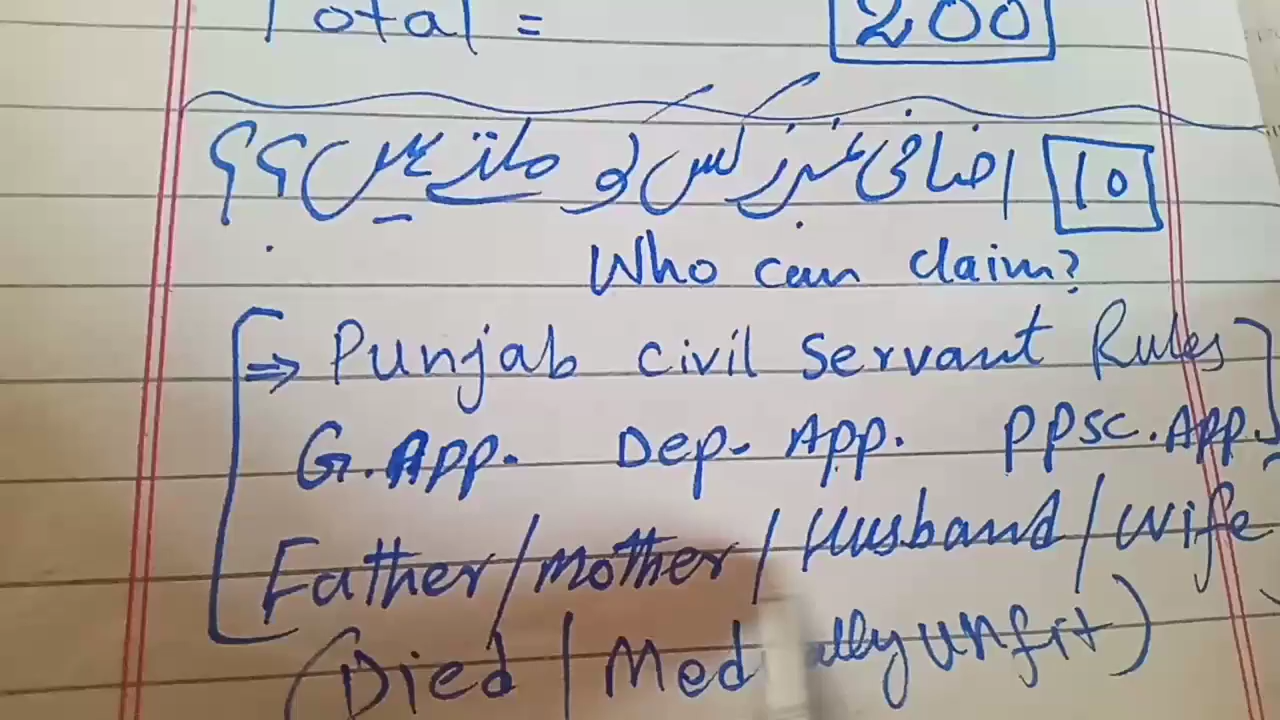 Total = 200
10 اضافی نمبرز کس کو ملتے ہیں؟؟
Who can claim?
⇒ Punjab civil servant Rules
G. App. Dep. App. PPSC. App.
Father/Mother/Husband/Wife
(Died / Medically unfit)